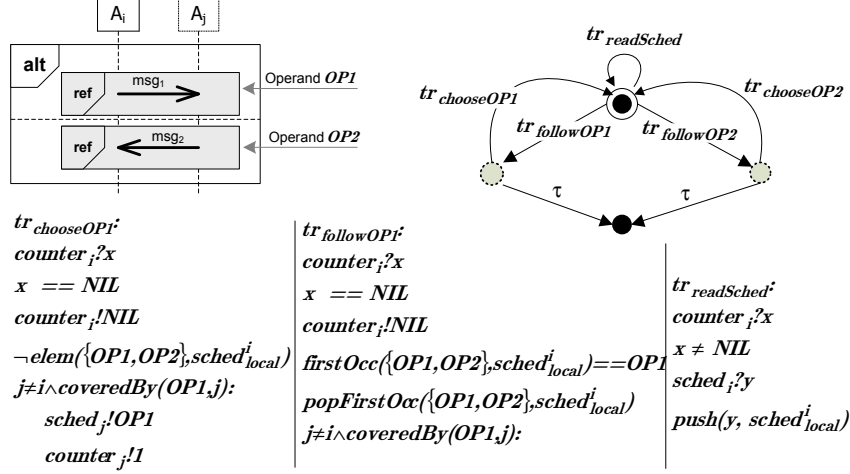 A_i
A_j
alt
ref
msg₁
Operand OP1
ref
msg₂
Operand OP2
tr_readSched
tr_chooseOP1
tr_chooseOP2
tr_followOP1
tr_followOP2
τ
τ
tr_chooseOP1:
counter_i?x
x == NIL
counter_i!NIL
¬elem({OP1,OP2},sched^i_local)
j≠i∧coveredBy(OP1,j):
sched_j!OP1
counter_j!1
tr_followOP1:
counter_i?x
x == NIL
counter_i!NIL
firstOcc({OP1,OP2},sched^i_local)==OP1
popFirstOcc({OP1,OP2},sched^i_local)
j≠i∧coveredBy(OP1,j):
tr_readSched:
counter_i?x
x ≠ NIL
sched_i?y
push(y, sched^i_local)